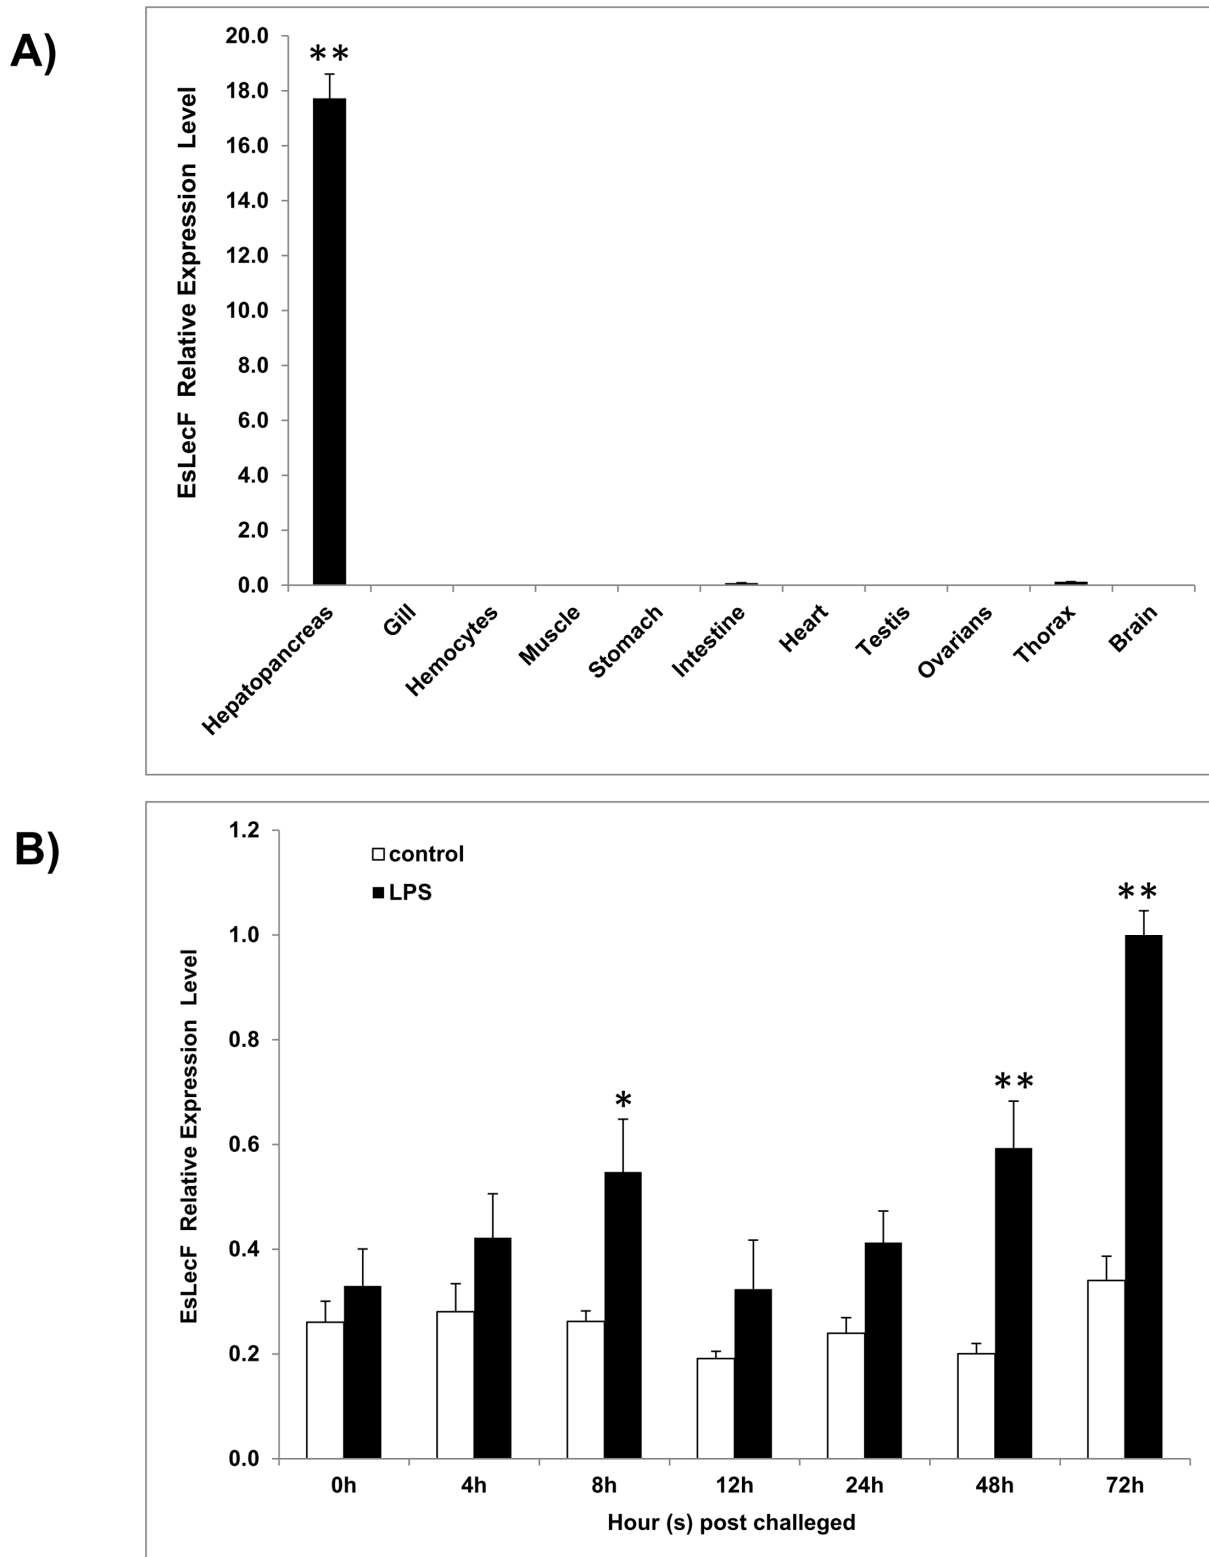 A)
EsLecF Relative Expression Level
20.0
18.0
16.0
14.0
12.0
10.0
8.0
6.0
4.0
2.0
0.0
**
Hepatopancreas
Gill
Hemocytes
Muscle
Stomach
Intestine
Heart
Testis
Ovarians
Thorax
Brain
B)
EsLecF Relative Expression Level
1.2
1.0
0.8
0.6
0.4
0.2
0.0
control
LPS
*
**
**
0h
4h
8h
12h
24h
48h
72h
Hour (s) post challeged